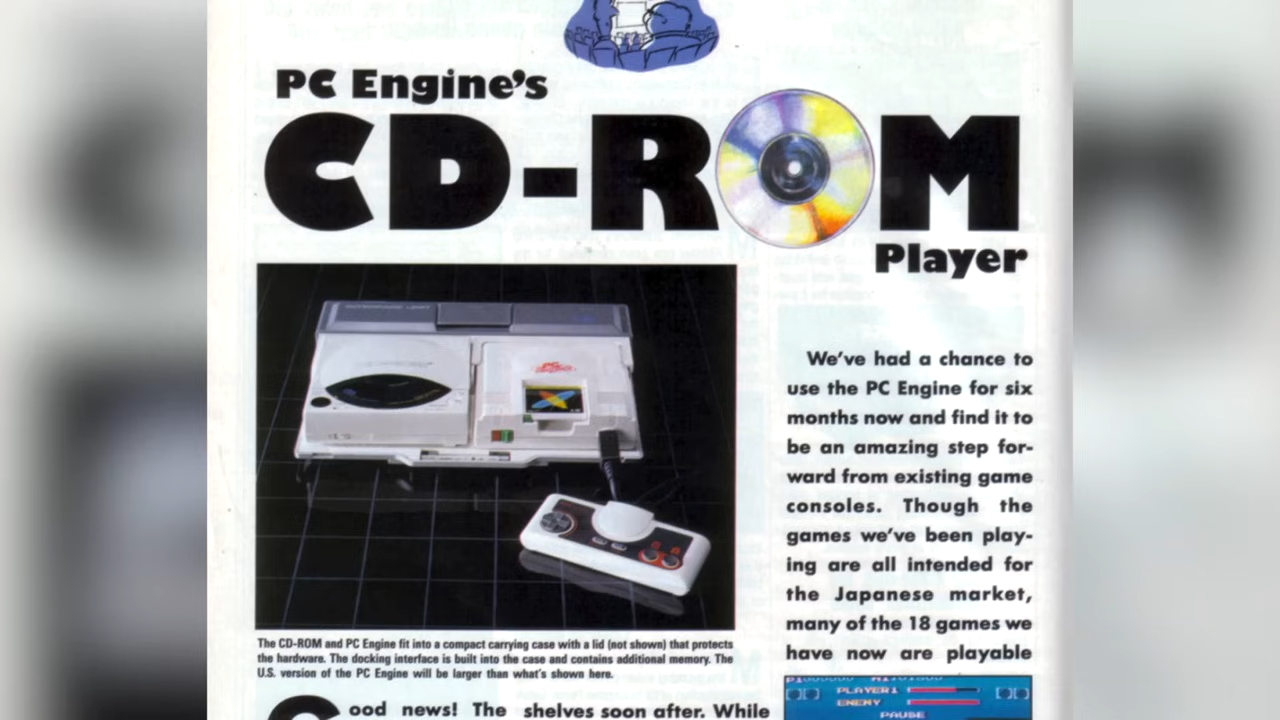 PC Engine's
CD-ROM
Player
We've had a chance to
use the PC Engine for six
months now and find it to
be an amazing step for-
ward from existing game
consoles. Though the
games we've been play-
ing are all intended for
the Japanese market,
many of the 18 games we
have now are playable
The CD-ROM and PC Engine fit into a compact carrying case with a lid (not shown) that protects
the hardware. The docking interface is built into the case and contains additional memory. The
U.S. version of the PC Engine will be larger than what's shown here.
Good news! The
shelves soon after. While
PLAYER1
ENEMY
PAUSE